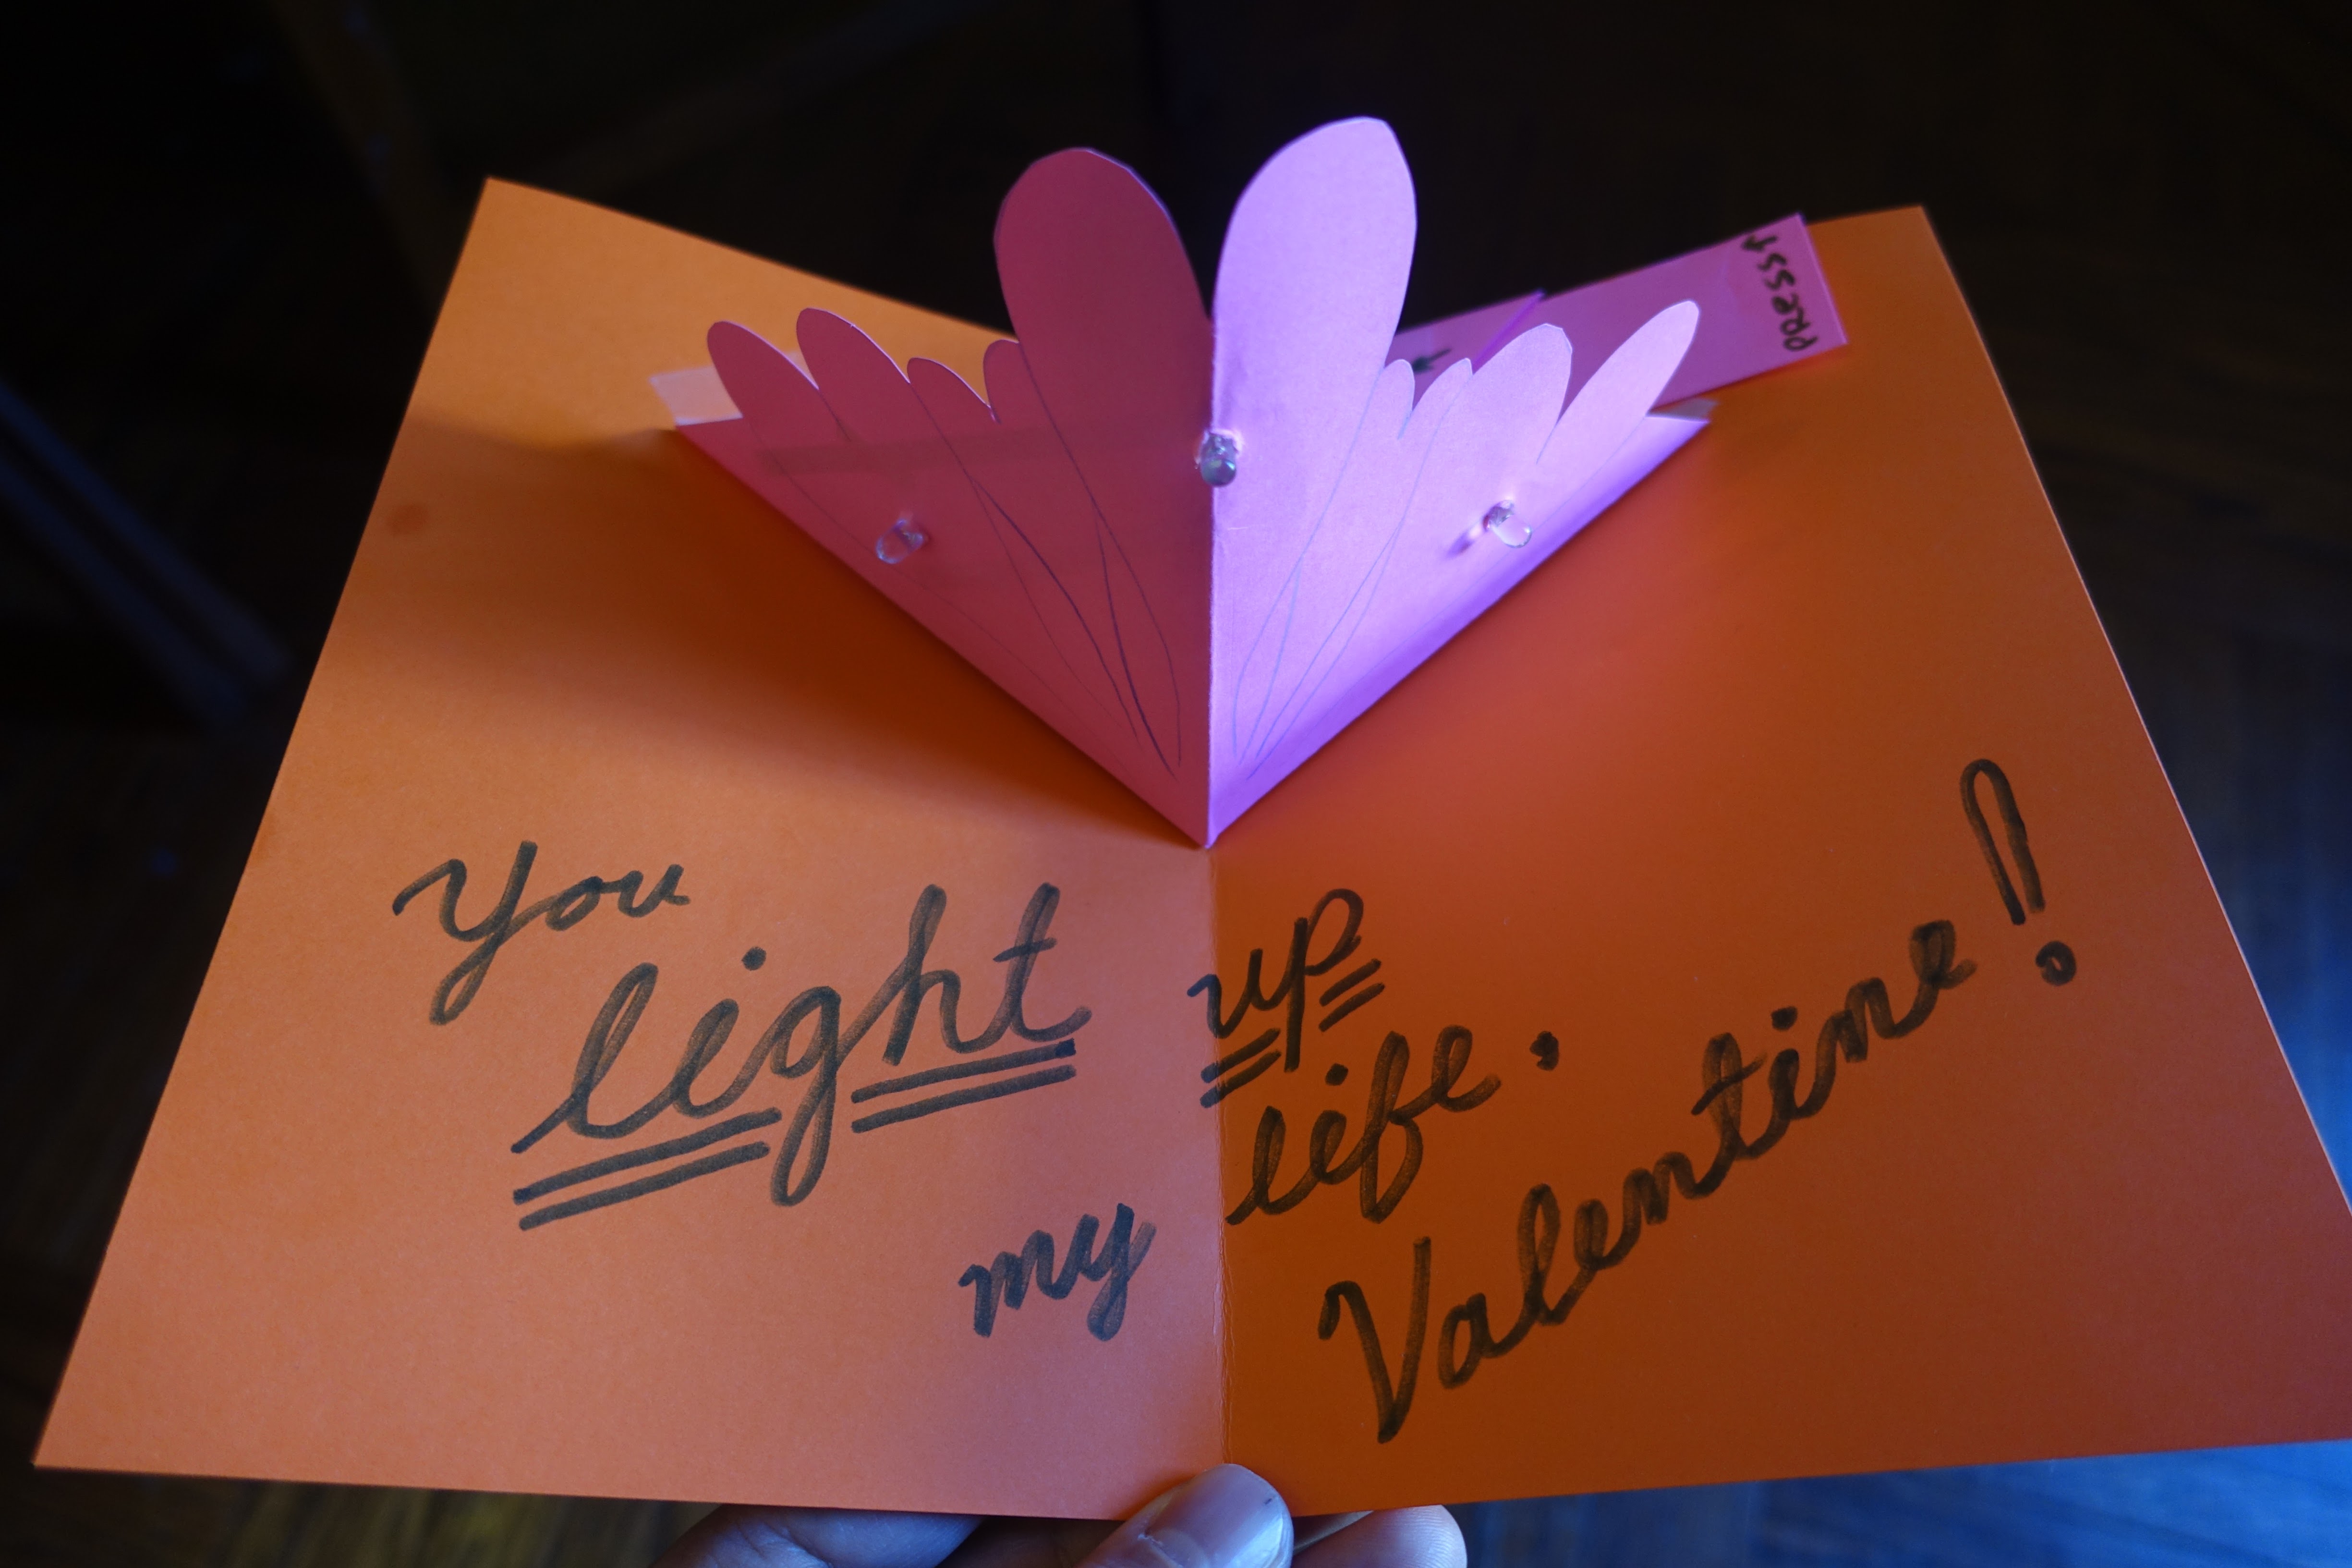 PRESS↑
You
light up
my life.
Valentine!